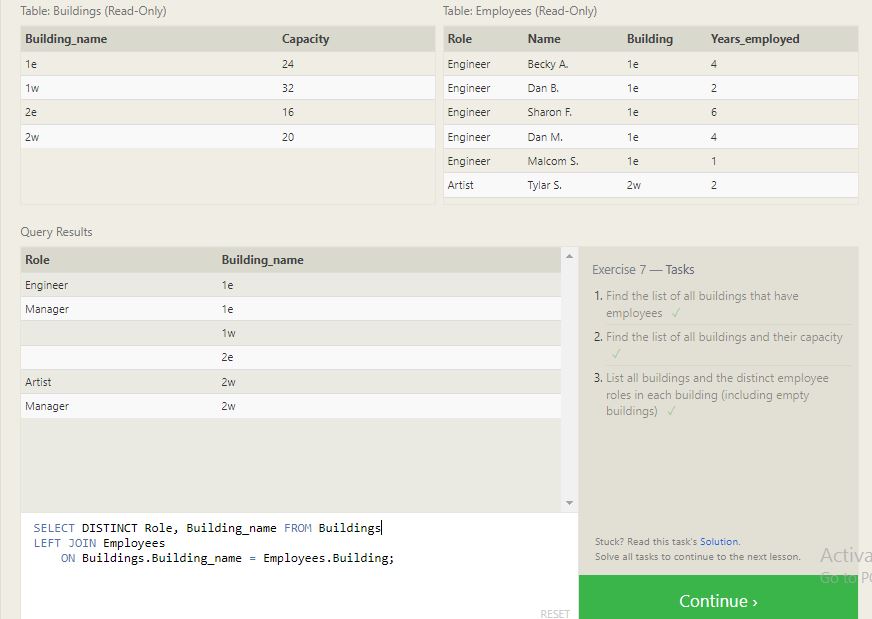 Table: Buildings (Read-Only)
Building_name Capacity
1e 24
1w 32
2e 16
2w 20
Table: Employees (Read-Only)
Role Name Building Years_employed
Engineer Becky A. 1e 4
Engineer Dan B. 1e 2
Engineer Sharon F. 1e 6
Engineer Dan M. 1e 4
Engineer Malcom S. 1e 1
Artist Tylar S. 2w 2
Query Results
Role Building_name
Engineer 1e
Manager 1e
1w
2e
Artist 2w
Manager 2w
SELECT DISTINCT Role, Building_name FROM Buildings
LEFT JOIN Employees
ON Buildings.Building_name = Employees.Building;
RESET
Exercise 7 — Tasks
1. Find the list of all buildings that have
employees ✓
2. Find the list of all buildings and their capacity
✓
3. List all buildings and the distinct employee
roles in each building (including empty
buildings) ✓
Stuck? Read this task's Solution.
Solve all tasks to continue to the next lesson.
Continue ›
Activa
Go to PC